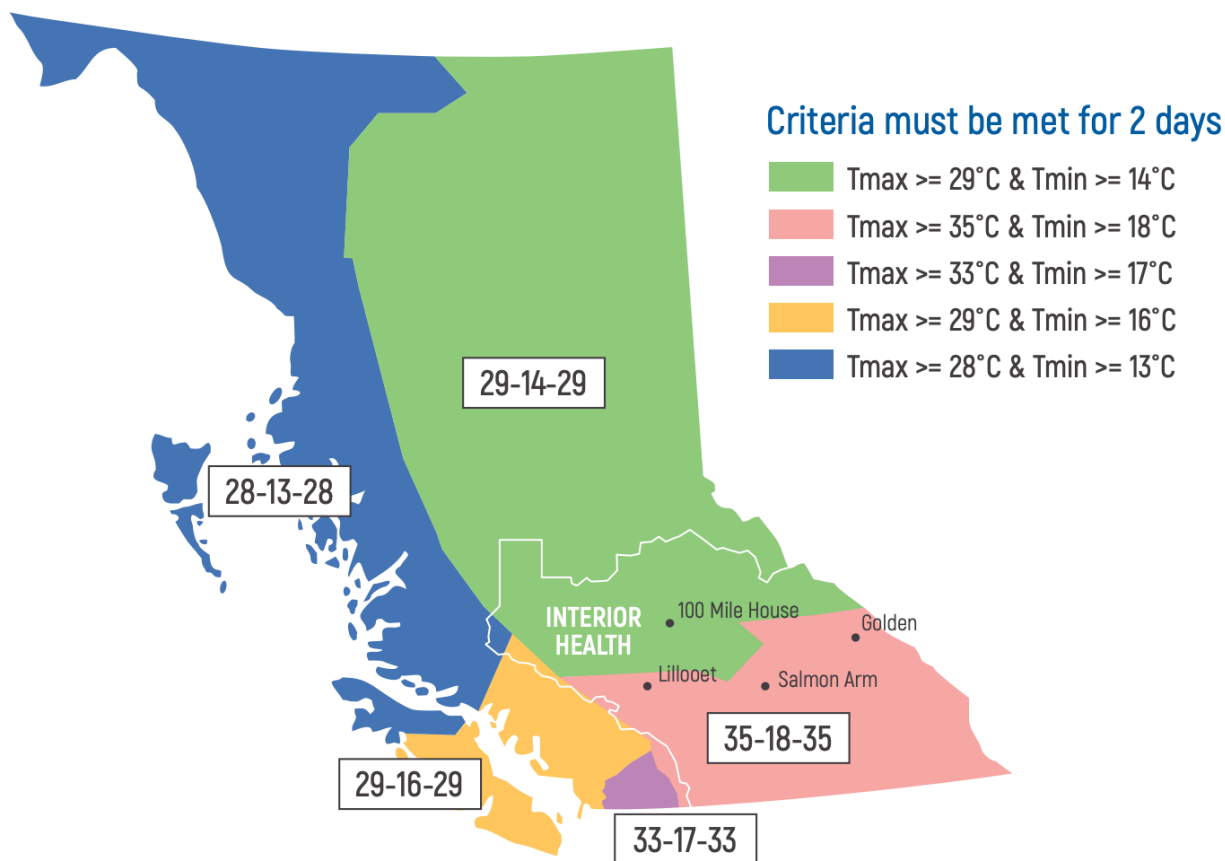 Criteria must be met for 2 days
Tmax >= 29°C & Tmin >= 14°C
Tmax >= 35°C & Tmin >= 18°C
Tmax >= 33°C & Tmin >= 17°C
Tmax >= 29°C & Tmin >= 16°C
Tmax >= 28°C & Tmin >= 13°C
29-14-29
28-13-28
INTERIOR
HEALTH
100 Mile House
Golden
Lillooet
Salmon Arm
35-18-35
29-16-29
33-17-33